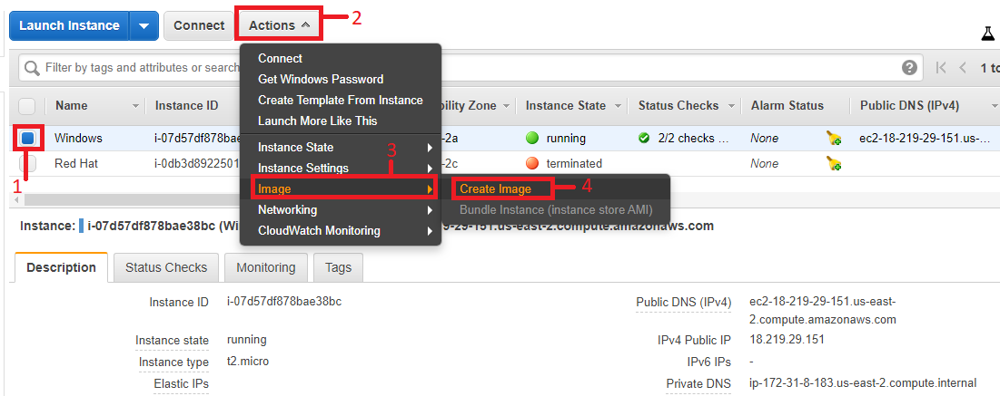 Launch Instance Connect Actions 2
Connect
Filter by tags and attributes or search 1 to
Get Windows Password
Create Template From Instance
Name Instance ID bility Zone Instance State Status Checks Alarm Status Public DNS (IPv4)
Launch More Like This
Windows i-07d57df878bae -2a running 2/2 checks ... None ec2-18-219-29-151.us-...
Instance State
Red Hat i-0db3d8922501 -2c terminated None
Instance Settings 3
1 Image Create Image 4
Networking Bundle Instance (instance store AMI)
Instance: i-07d57df878bae38bc (Wi 9-29-151.us-east-2.compute.amazonaws.com
CloudWatch Monitoring
Description Status Checks Monitoring Tags
Instance ID i-07d57df878bae38bc Public DNS (IPv4) ec2-18-219-29-151.us-east-
2.compute.amazonaws.com
Instance state running IPv4 Public IP 18.219.29.151
Instance type t2.micro IPv6 IPs -
Elastic IPs Private DNS ip-172-31-8-183.us-east-2.compute.internal